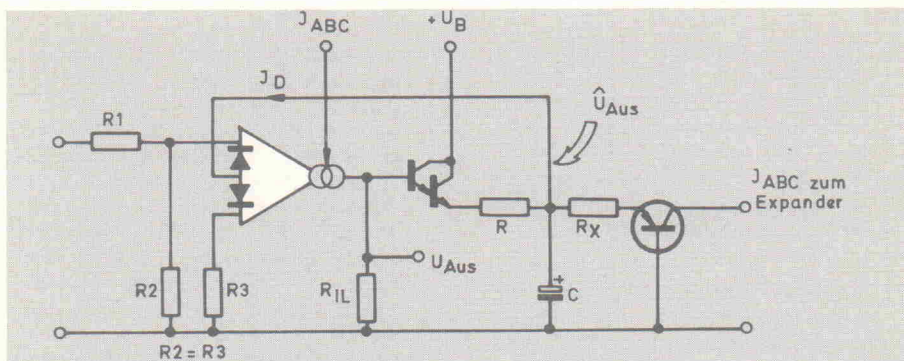 J_ABC
+U_B
J_D
Û_Aus
R1
J_ABC zum
Expander
R
R_X
U_Aus
R2
R3
R_IL
+
C
R2 = R3